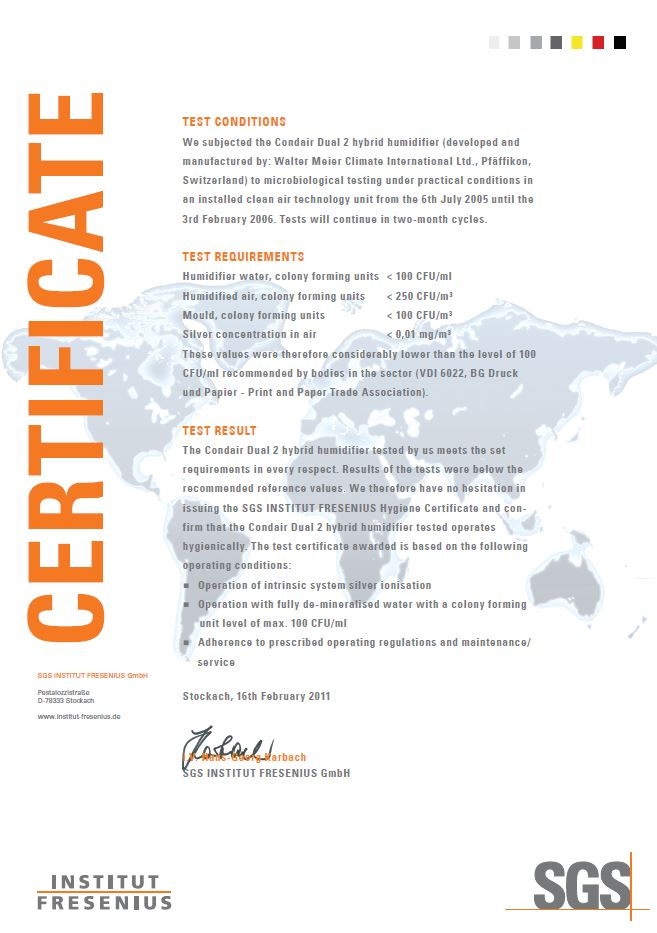 CERTIFICATE
TEST CONDITIONS
We subjected the Condair Dual 2 hybrid humidifier (developed and
manufactured by: Walter Meier Climate International Ltd., Pfäffikon,
Switzerland) to microbiological testing under practical conditions in
an installed clean air technology unit from the 6th July 2005 until the
3rd February 2006. Tests will continue in two-month cycles.
TEST REQUIREMENTS
Humidifier water, colony forming units < 100 CFU/ml
Humidified air, colony forming units < 250 CFU/m³
Mould, colony forming units < 100 CFU/m³
Silver concentration in air < 0,01 mg/m³
These values were therefore considerably lower than the level of 100
CFU/ml recommended by bodies in the sector (VDI 6022, BG Druck
und Papier - Print and Paper Trade Association).
TEST RESULT
The Condair Dual 2 hybrid humidifier tested by us meets the set
requirements in every respect. Results of the tests were below the
recommended reference values. We therefore have no hesitation in
issuing the SGS INSTITUT FRESENIUS Hygiene Certificate and con-
firm that the Condair Dual 2 hybrid humidifier tested operates
hygienically. The test certificate awarded is based on the following
operating conditions:
■ Operation of intrinsic system silver ionisation
■ Operation with fully de-mineralised water with a colony forming
unit level of max. 100 CFU/ml
■ Adherence to prescribed operating regulations and maintenance/
service
SGS INSTITUT FRESENIUS GmbH
Pestalozzistraße
D-78333 Stockach
www.institut-fresenius.de
Stockach, 16th February 2011
i.V. Hans-Georg Karbach
SGS INSTITUT FRESENIUS GmbH
INSTITUT
FRESENIUS
SGS